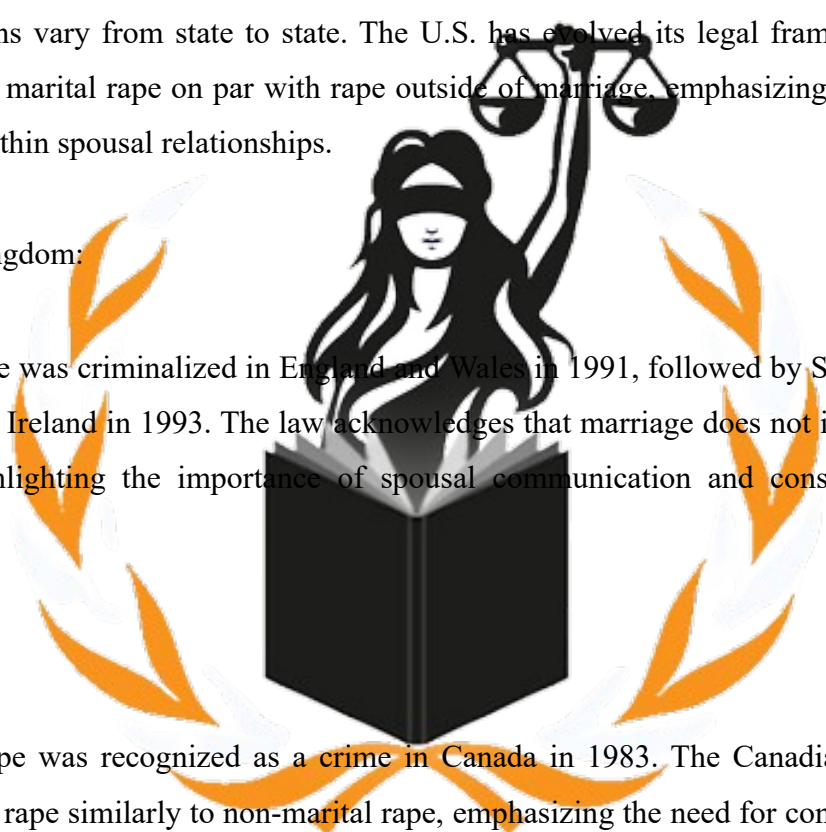 ns vary from state to state. The U.S. has evolved its legal fram
marital rape on par with rape outside of marriage, emphasizing
thin spousal relationships.
ngdom:
e was criminalized in England and Wales in 1991, followed by S
Ireland in 1993. The law acknowledges that marriage does not i
hlighting the importance of spousal communication and cons
pe was recognized as a crime in Canada in 1983. The Canadia
rape similarly to non-marital rape, emphasizing the need for con